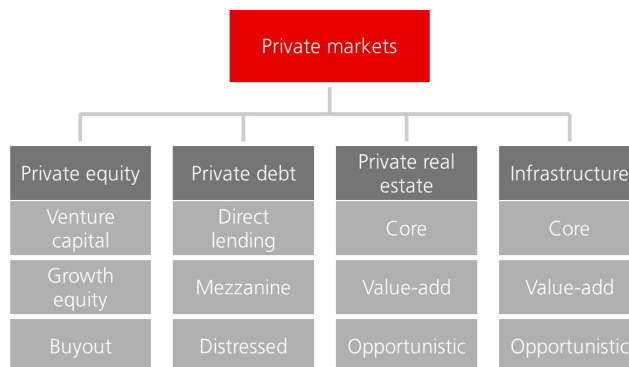 Private markets
Private equity
Private debt
Private real
estate
Infrastructure
Venture
capital
Direct
lending
Core
Core
Growth
equity
Mezzanine
Value-add
Value-add
Buyout
Distressed
Opportunistic
Opportunistic